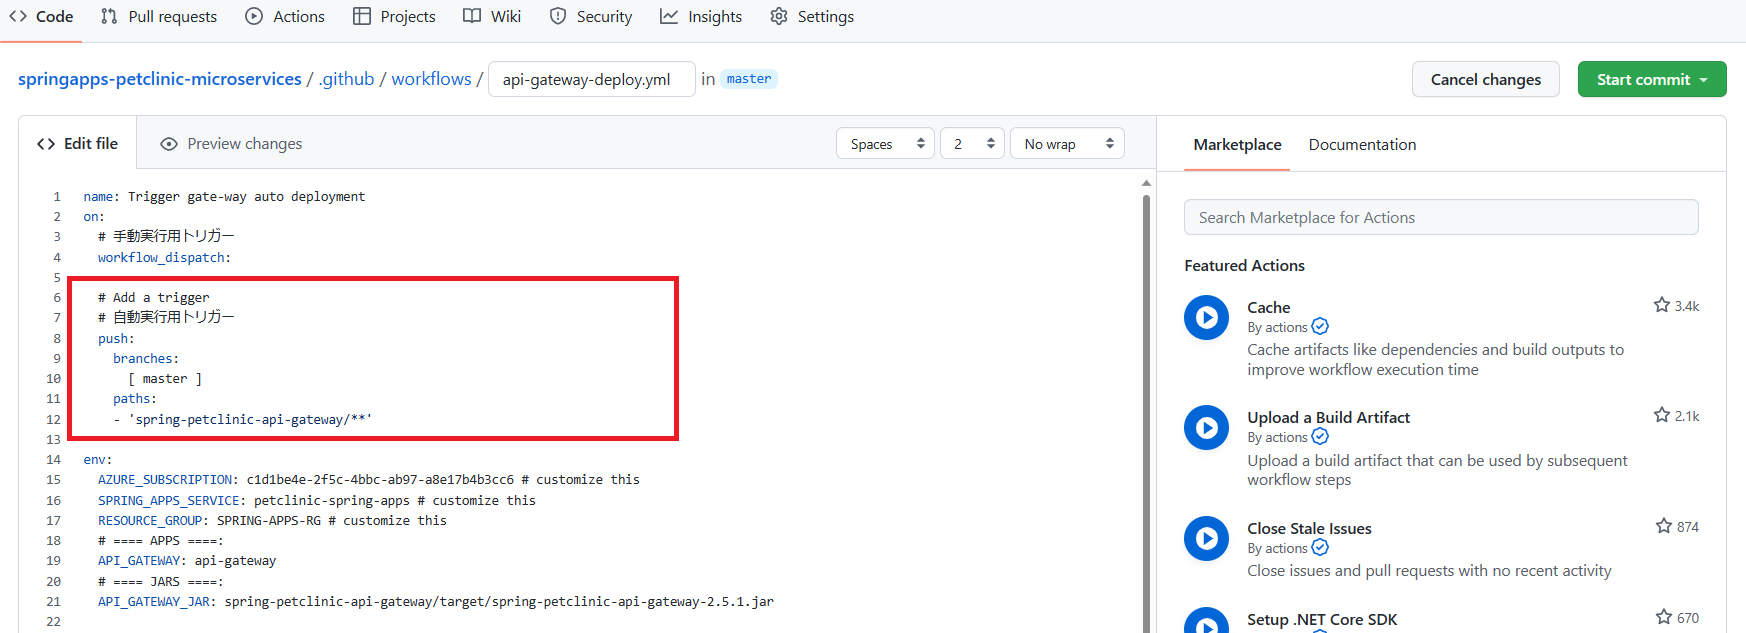 Code Pull requests Actions Projects Wiki Security Insights Settings
springapps-petclinic-microservices / .github / workflows / api-gateway-deploy.yml in master
Cancel changes Start commit
Edit file Preview changes Spaces 2 No wrap
1 name: Trigger gate-way auto deployment
2 on:
3 # 手動実行用トリガー
4 workflow_dispatch:
5
6 # Add a trigger
7 # 自動実行用トリガー
8 push:
9 branches:
10 [ master ]
11 paths:
12 - 'spring-petclinic-api-gateway/**'
13
14 env:
15 AZURE_SUBSCRIPTION: c1d1be4e-2f5c-4bbc-ab97-a8e17b4b3cc6 # customize this
16 SPRING_APPS_SERVICE: petclinic-spring-apps # customize this
17 RESOURCE_GROUP: SPRING-APPS-RG # customize this
18 # ==== APPS ====:
19 API_GATEWAY: api-gateway
20 # ==== JARS ====:
21 API_GATEWAY_JAR: spring-petclinic-api-gateway/target/spring-petclinic-api-gateway-2.5.1.jar
22
Marketplace Documentation
Search Marketplace for Actions
Featured Actions
Cache 3.4k
By actions
Cache artifacts like dependencies and build outputs to
improve workflow execution time
Upload a Build Artifact 2.1k
By actions
Upload a build artifact that can be used by subsequent
workflow steps
Close Stale Issues 874
By actions
Close issues and pull requests with no recent activity
Setup .NET Core SDK 670